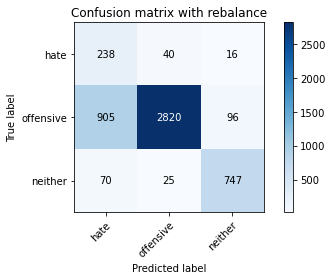 Confusion matrix with rebalance
True label
hate
238 40 16
offensive
905 2820 96
neither
70 25 747
hate
offensive
neither
Predicted label
2500
2000
1500
1000
500